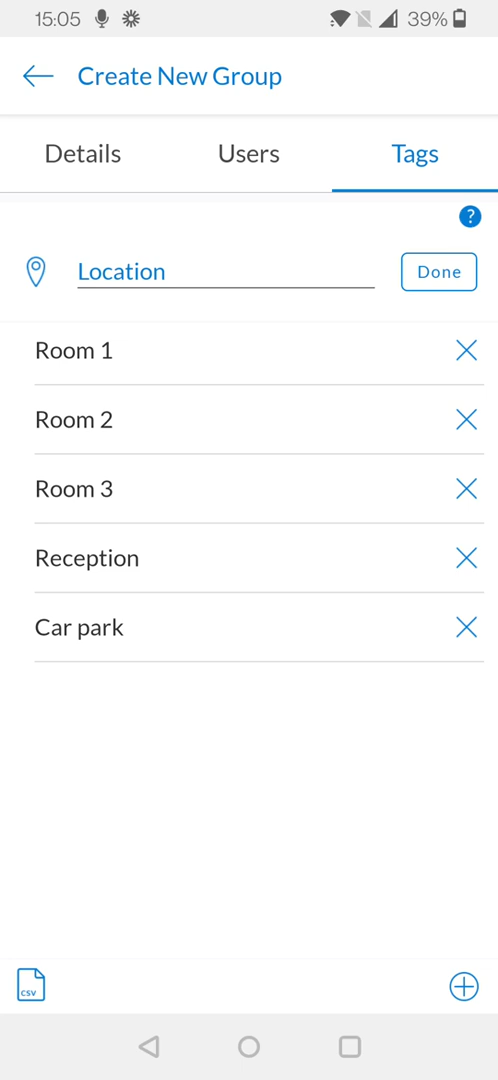 15:05 39%
Create New Group
Details Users Tags
?
Location Done
Room 1
Room 2
Room 3
Reception
Car park
CSV